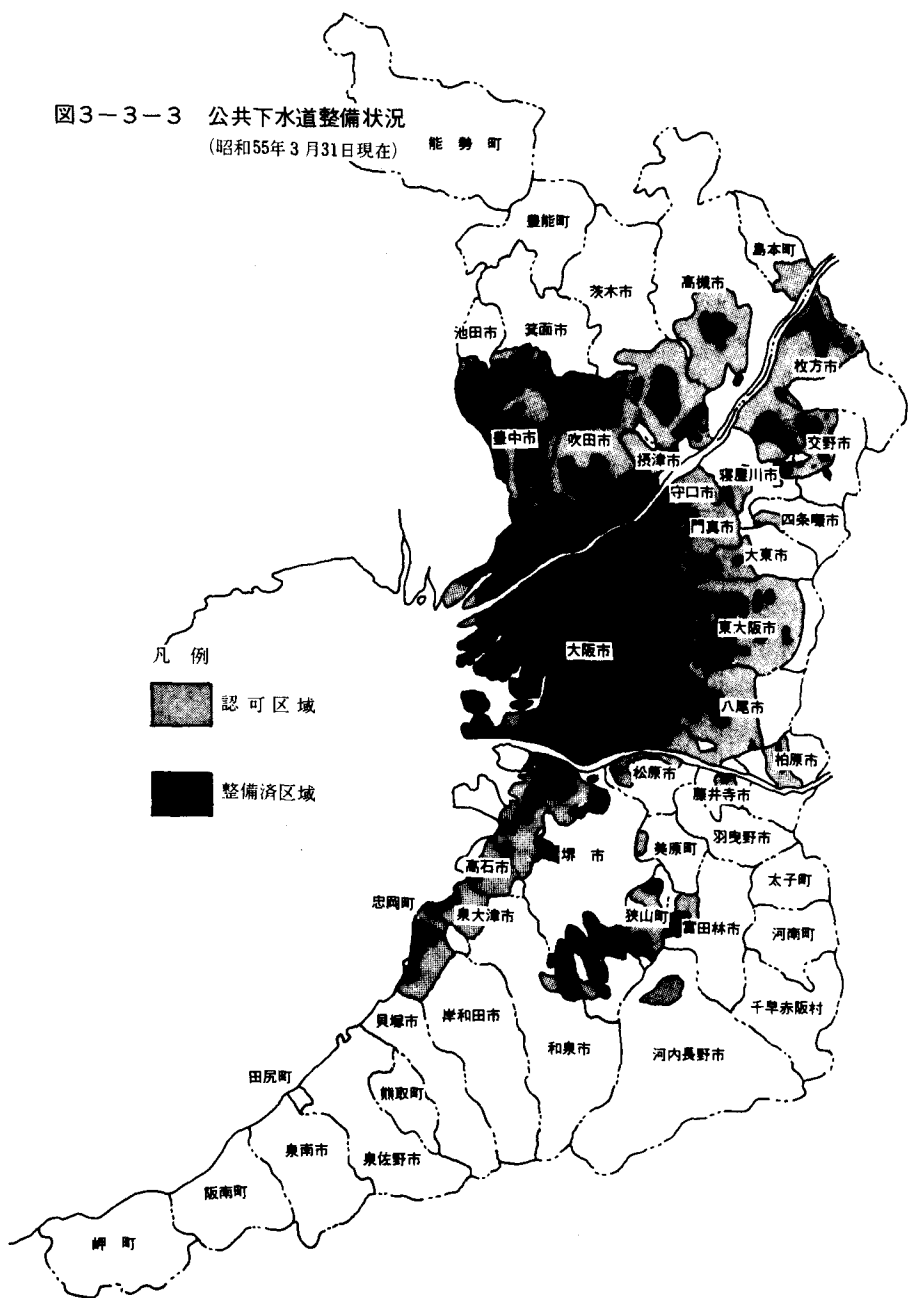 図3-3-3 公共下水道整備状況
(昭和55年3月31日現在)
能勢町
豊能町
島本町
高槻市
茨木市
池田市
箕面市
枚方市
豊中市
吹田市
摂津市
交野市
寝屋川市
守口市
門真市
四条畷市
大東市
東大阪市
大阪市
凡例
認可区域
整備済区域
八尾市
柏原市
松原市
藤井寺市
羽曳野市
美原町
堺市
高石市
太子町
忠岡町
泉大津市
狭山町
富田林市
河南町
千早赤阪村
貝塚市
岸和田市
和泉市
河内長野市
田尻町
熊取町
泉南市
泉佐野市
阪南町
岬町